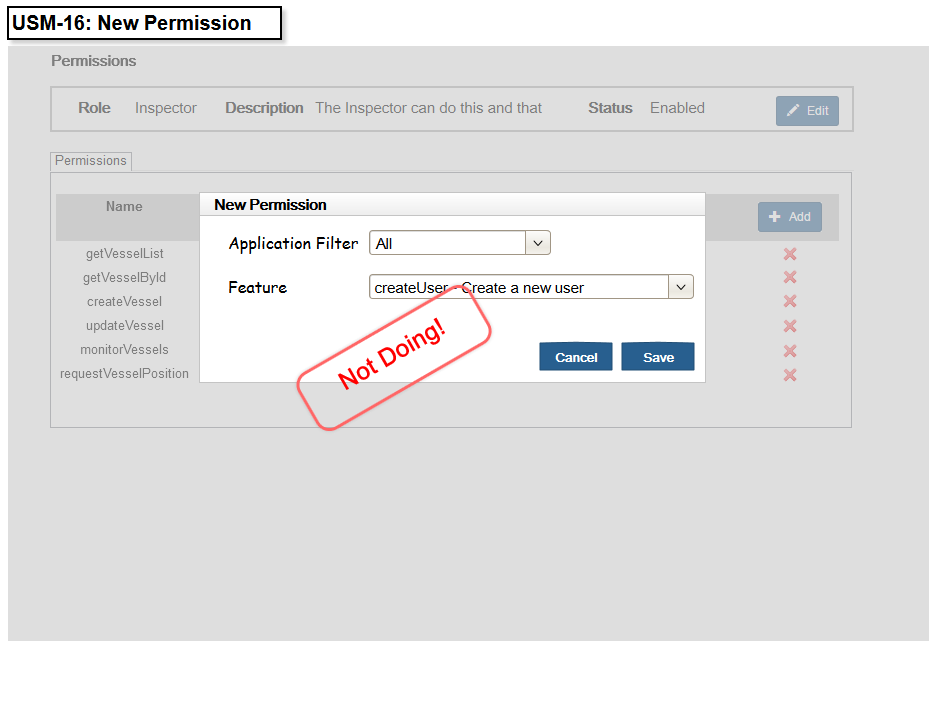 USM-16: New Permission
Permissions
Role Inspector Description The Inspector can do this and that Status Enabled Edit
Permissions
Name Add
New Permission
Application Filter All
getVesselList
getVesselById
Feature createUser - Create a new user
createVessel
updateVessel
Not Doing!
monitorVessels
Cancel Save
requestVesselPosition